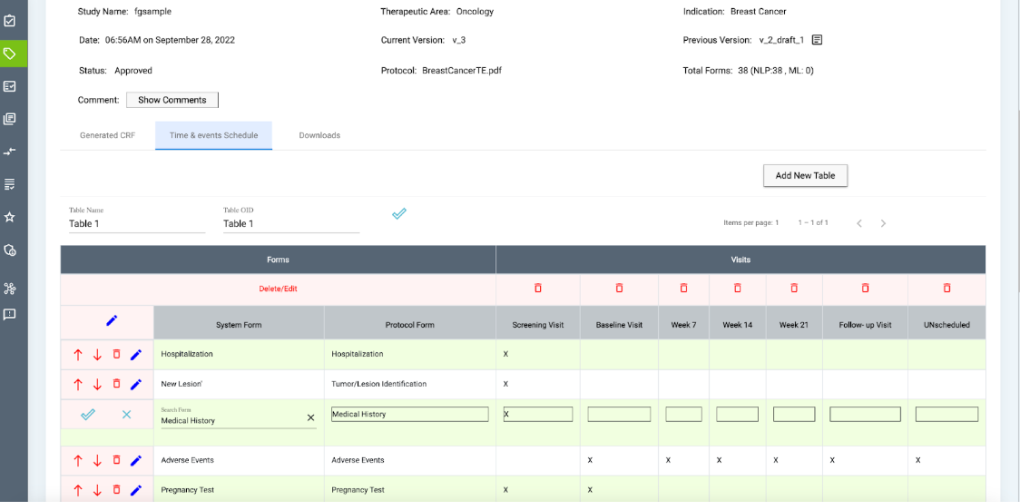 Study Name: fgsample Therapeutic Area: Oncology Indication: Breast Cancer
Date: 06:56AM on September 28, 2022 Current Version: v_3 Previous Version: v_2_draft_1
Status: Approved Protocol: BreastCancerTE.pdf Total Forms: 38 (NLP:38 , ML: 0)
Comment: Show Comments
Generated CRF Time & events Schedule Downloads
Add New Table
Table Name Table OID
Table 1 Table 1 Items per page: 1 1 – 1 of 1
Forms Visits
Delete/Edit
System Form Protocol Form Screening Visit Baseline Visit Week 7 Week 14 Week 21 Follow- up Visit UNscheduled
Hospitalization Hospitalization X
New Lesion' Tumor/Lesion Identification X
Search Form
Medical History Medical History X
Adverse Events Adverse Events X X X X X X
Pregnancy Test Pregnancy Test X X